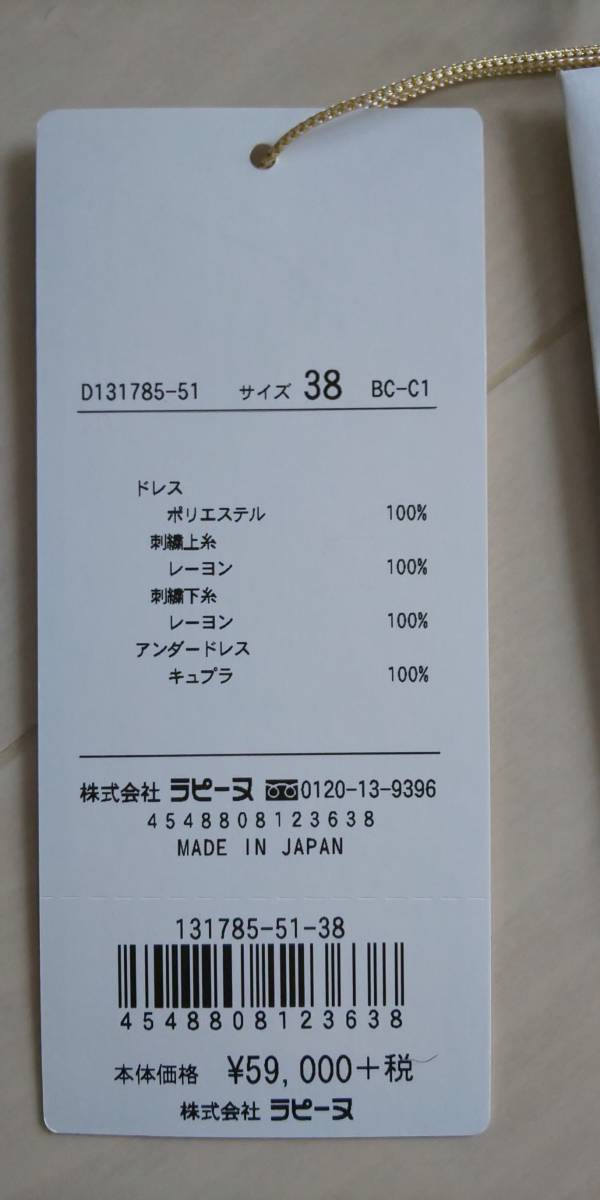 D131785-51 サイズ 38 BC-C1
ドレス
ポリエステル 100%
刺繍上糸
レーヨン 100%
刺繍下糸
レーヨン 100%
アンダードレス
キュプラ 100%
株式会社 ラピーヌ 0120-13-9396
4548808123638
MADE IN JAPAN
131785-51-38
4548808123638
本体価格 ¥59,000+税
株式会社 ラピーヌ